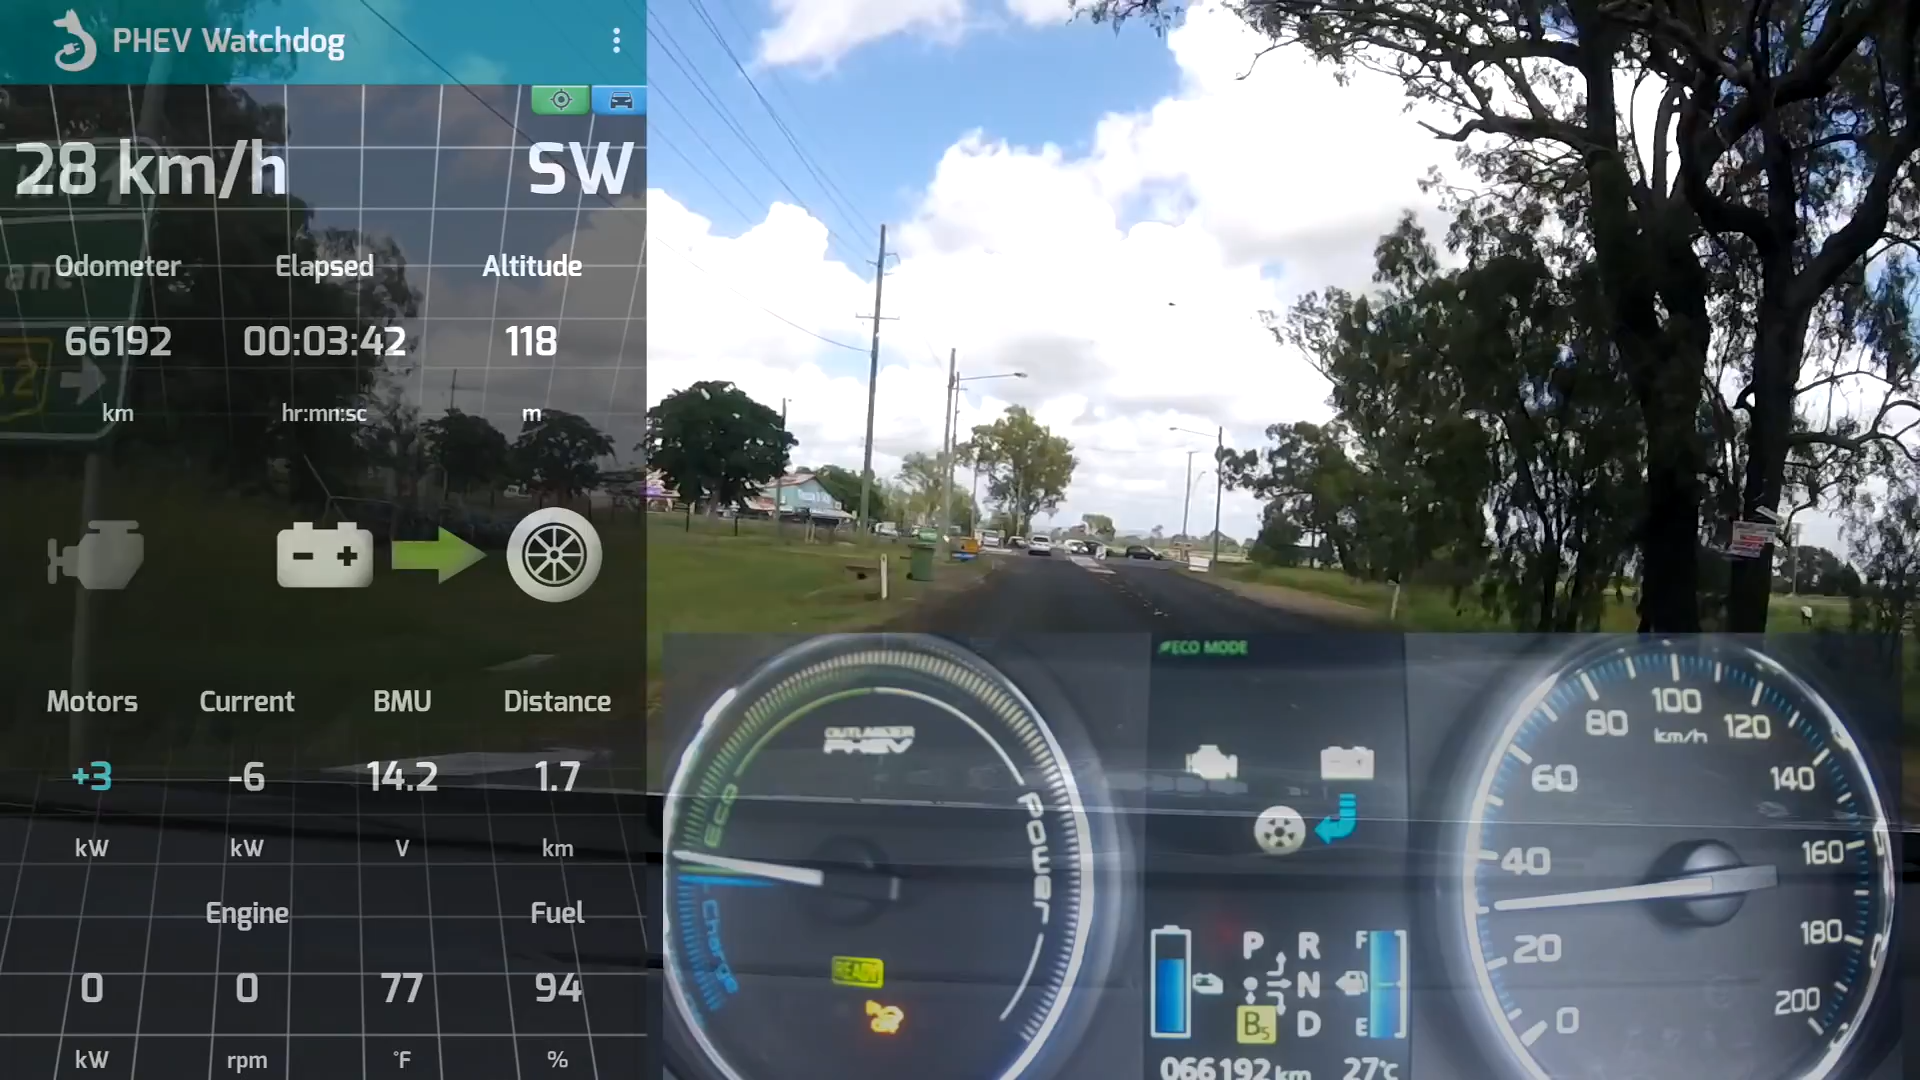 PHEV Watchdog
28 km/h SW
Odometer Elapsed Altitude
66192 00:03:42 118
km hr:mn:sc m
- +
Motors Current BMU Distance
+3 -6 14.2 1.7
kW kW V km
Engine Fuel
0 0 77 94
kW rpm °F %
ECO MODE
OUTLANDER
PHEV
ECO
Power
Charge
READY
OFF
P R
N
B5 D
F
E
066192 km 27°C
0
20
40
60
80
100
120
140
160
180
200
km/h